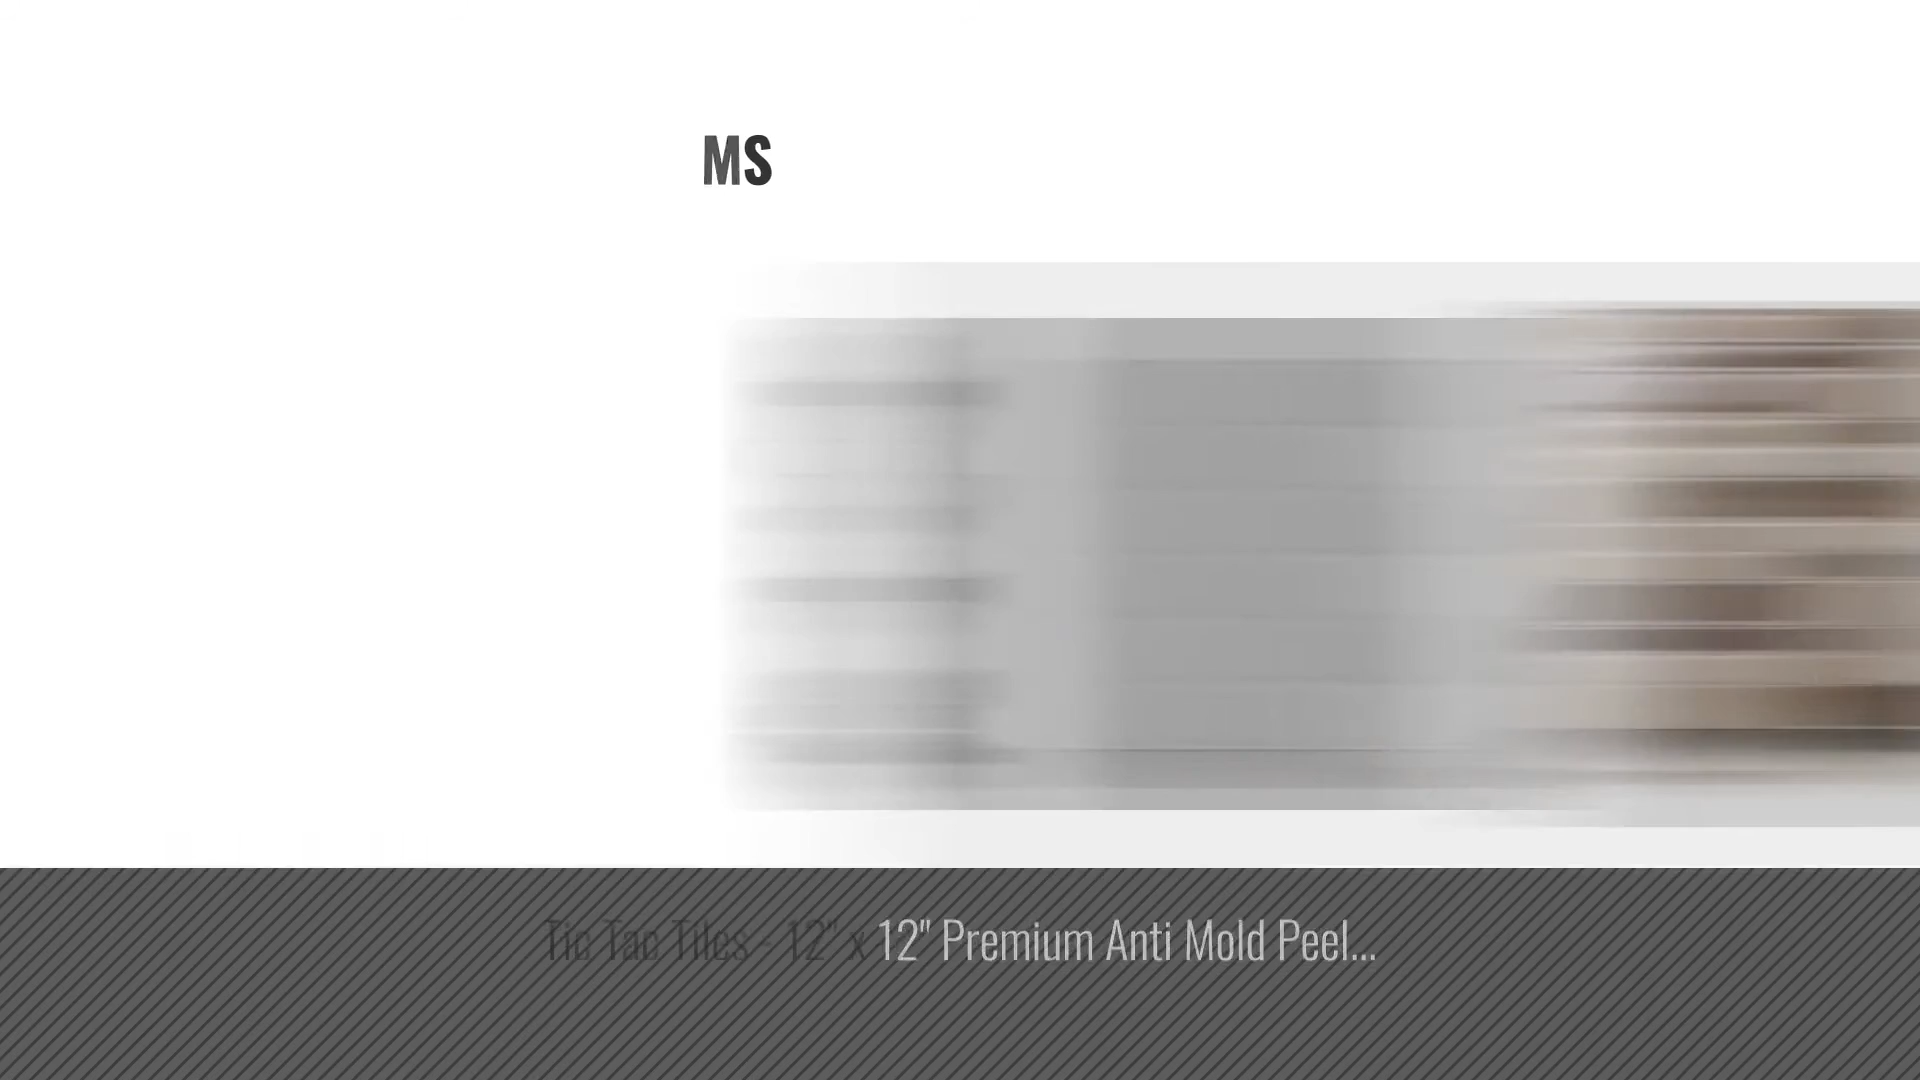 MS
Tic Tac Tiles - 12" x 12" Premium Anti Mold Peel...